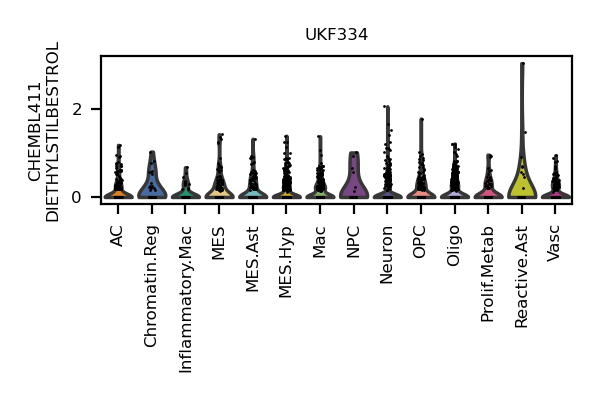 UKF334
CHEMBL411
DIETHYLSTILBESTROL
2
0
AC
Chromatin.Reg
Inflammatory.Mac
MES
MES.Ast
MES.Hyp
Mac
NPC
Neuron
OPC
Oligo
Prolif.Metab
Reactive.Ast
Vasc